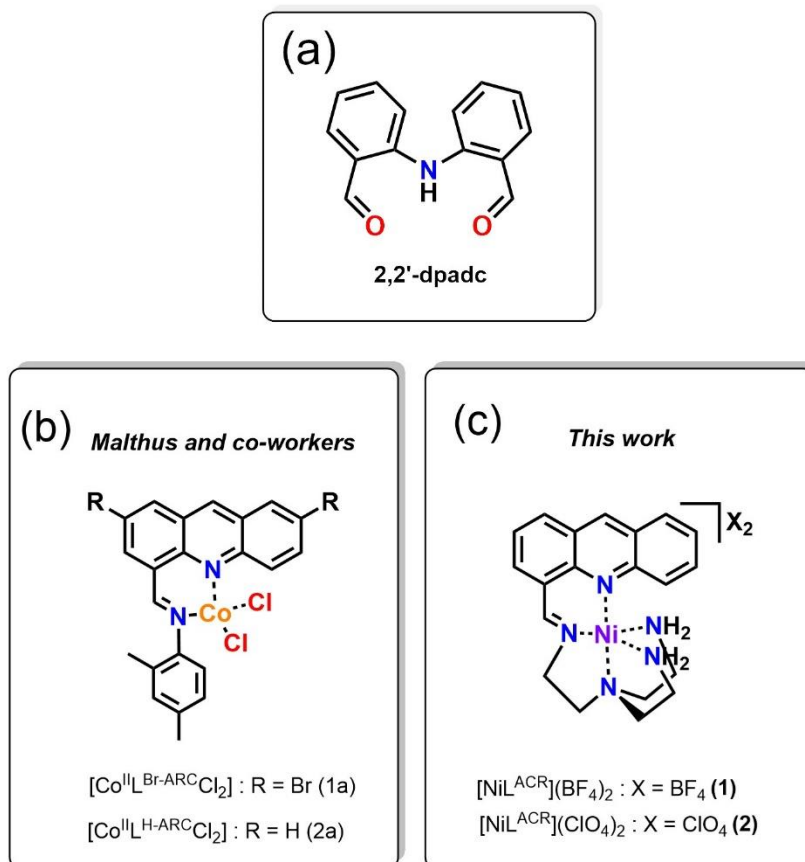 (a)
N
H
O
O
2,2'-dpadc
(b)
Malthus and co-workers
R
R
N
Cl
N
Co
Cl
[Co^{II}L^{Br-ARC}Cl₂] : R = Br (1a)
[Co^{II}L^{H-ARC}Cl₂] : R = H (2a)
(c)
This work
X₂
N
N
Ni
NH₂
NH₂
N
[NiL^{ACR}](BF₄)₂ : X = BF₄ (1)
[NiL^{ACR}](ClO₄)₂ : X = ClO₄ (2)